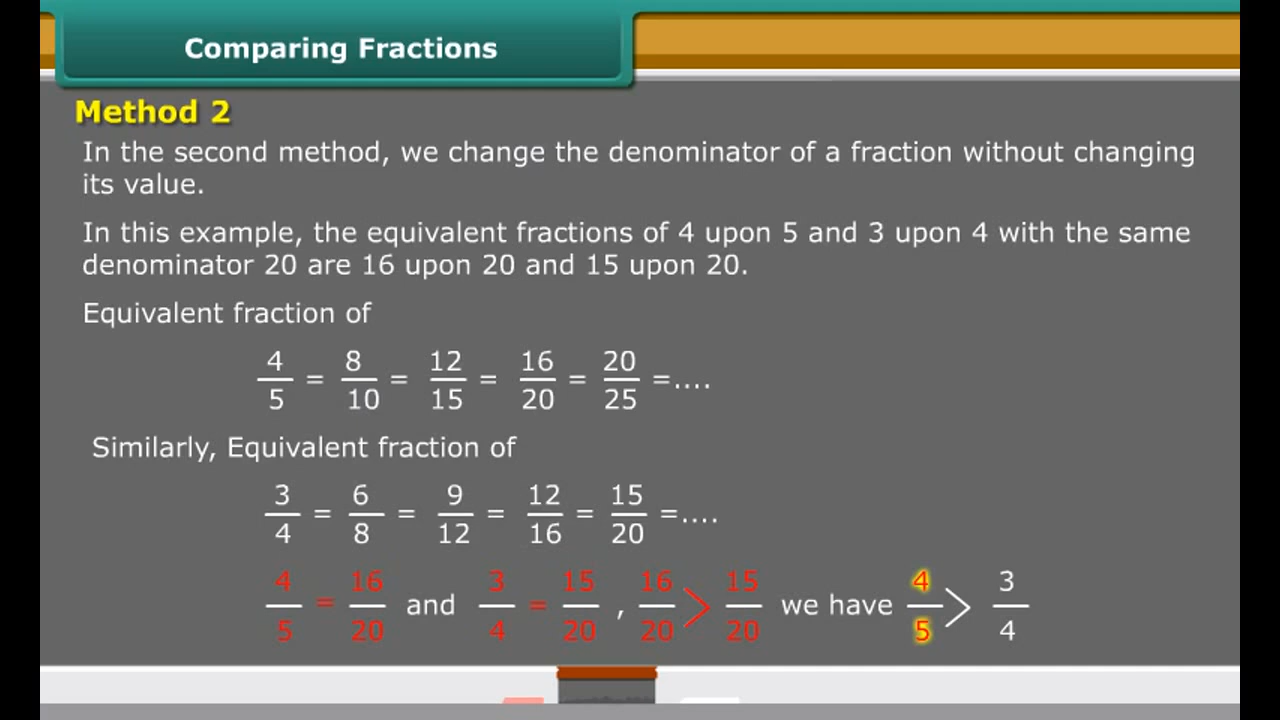 Comparing Fractions
Method 2
In the second method, we change the denominator of a fraction without changing
its value.
In this example, the equivalent fractions of 4 upon 5 and 3 upon 4 with the same
denominator 20 are 16 upon 20 and 15 upon 20.
Equivalent fraction of
4/5 = 8/10 = 12/15 = 16/20 = 20/25 =....
Similarly, Equivalent fraction of
3/4 = 6/8 = 9/12 = 12/16 = 15/20 =....
4/5 = 16/20 and 3/4 = 15/20 , 16/20 > 15/20 we have 4/5 > 3/4